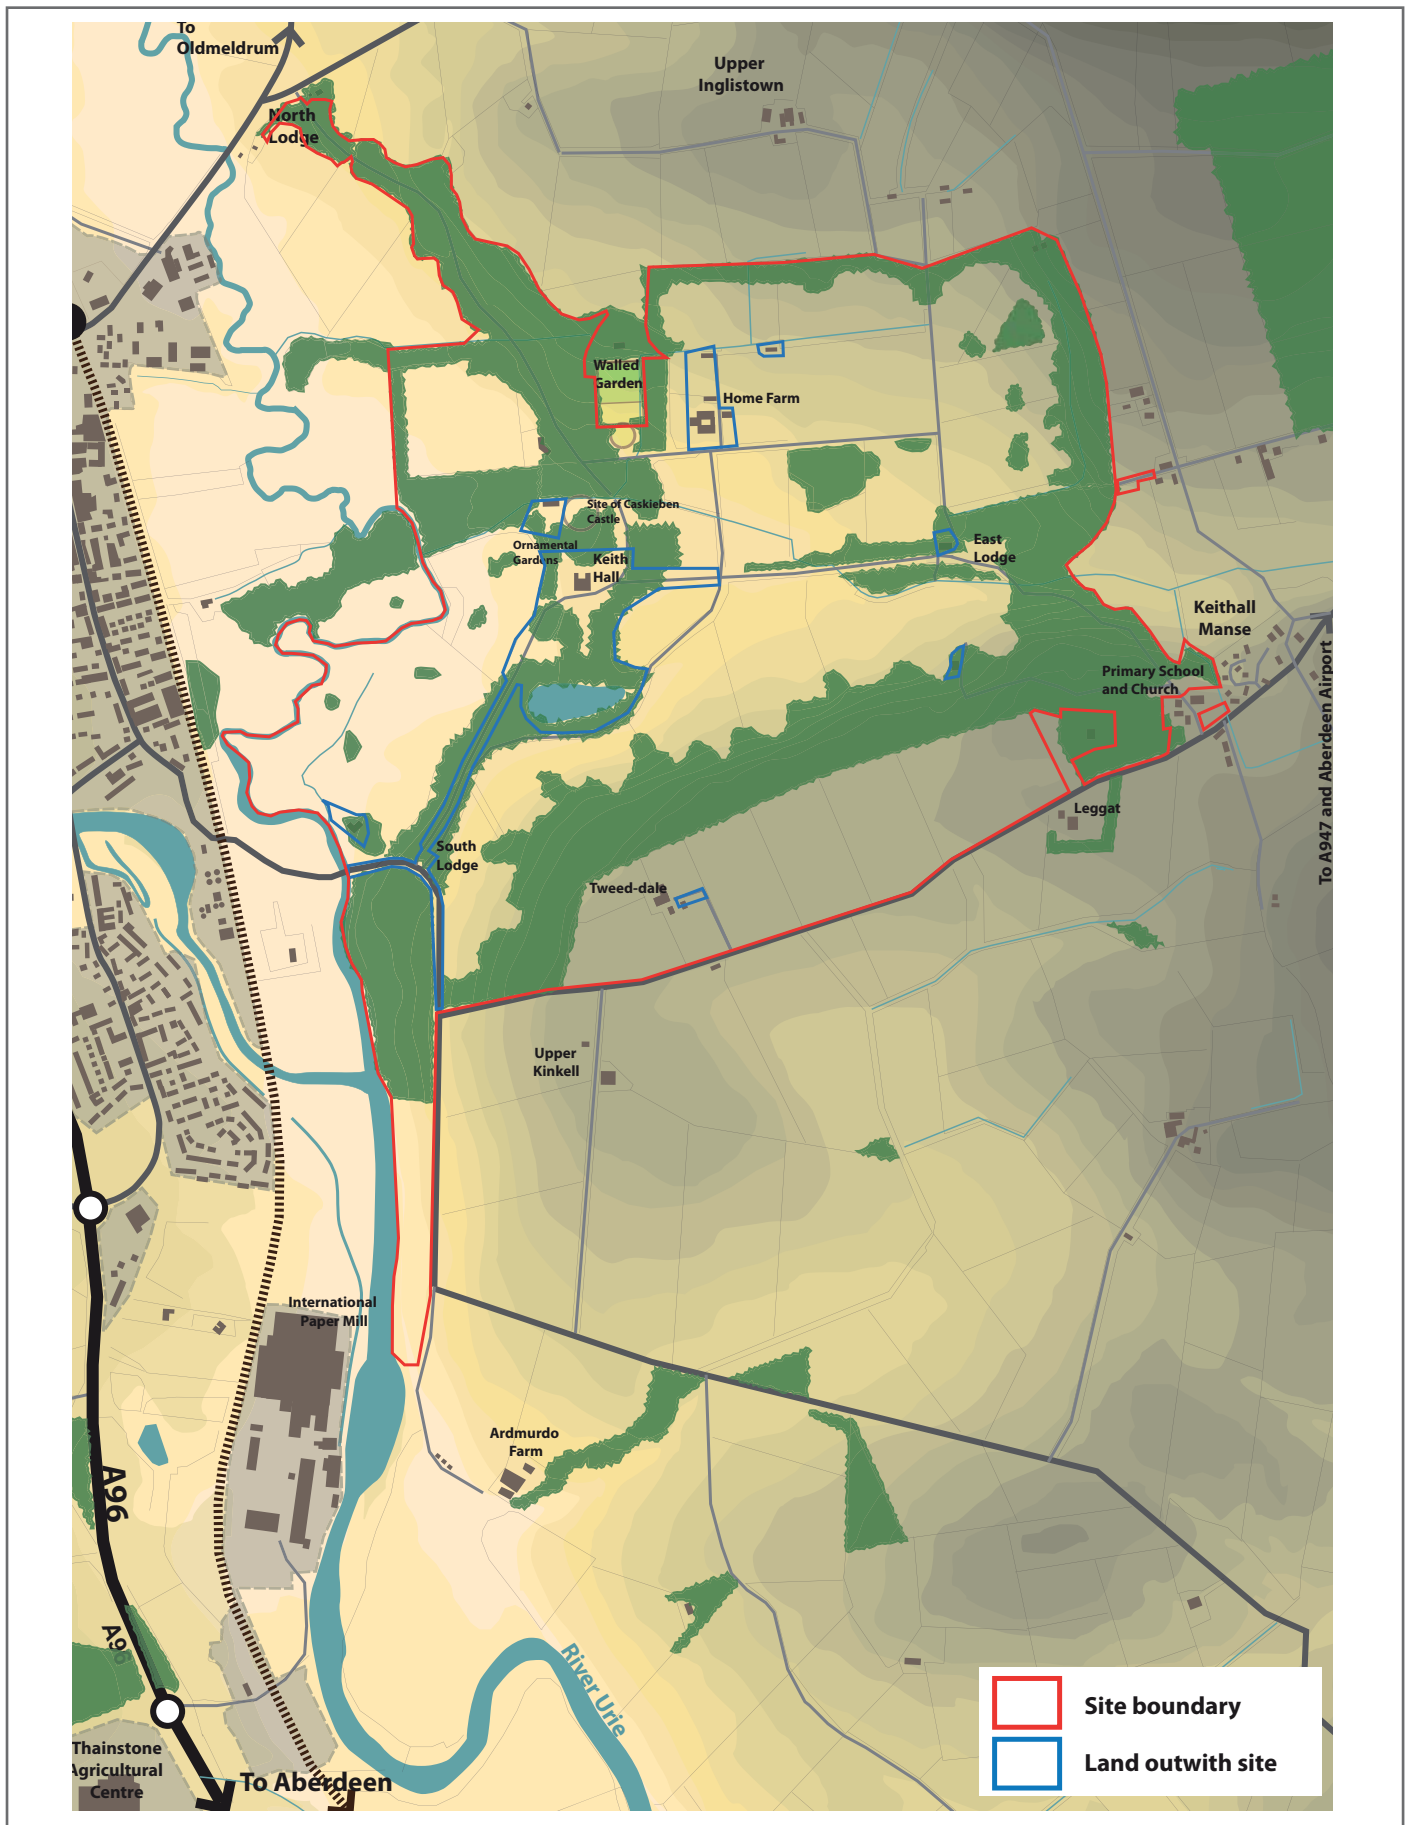 To
Oldmeldrum
Upper
Inglistown
North
Lodge
Walled
Garden
Home Farm
Site of Caskieben
Castle
Ornamental
Gardens
Keith
Hall
East
Lodge
Keithall
Manse
Primary School
and Church
To A947 and Aberdeen Airport
Leggat
South
Lodge
Tweed-dale
Upper
Kinkell
International
Paper Mill
Ardmurdo
Farm
A96
A96
River Urie
Thainstone
Agricultural
Centre
To Aberdeen
Site boundary
Land outwith site